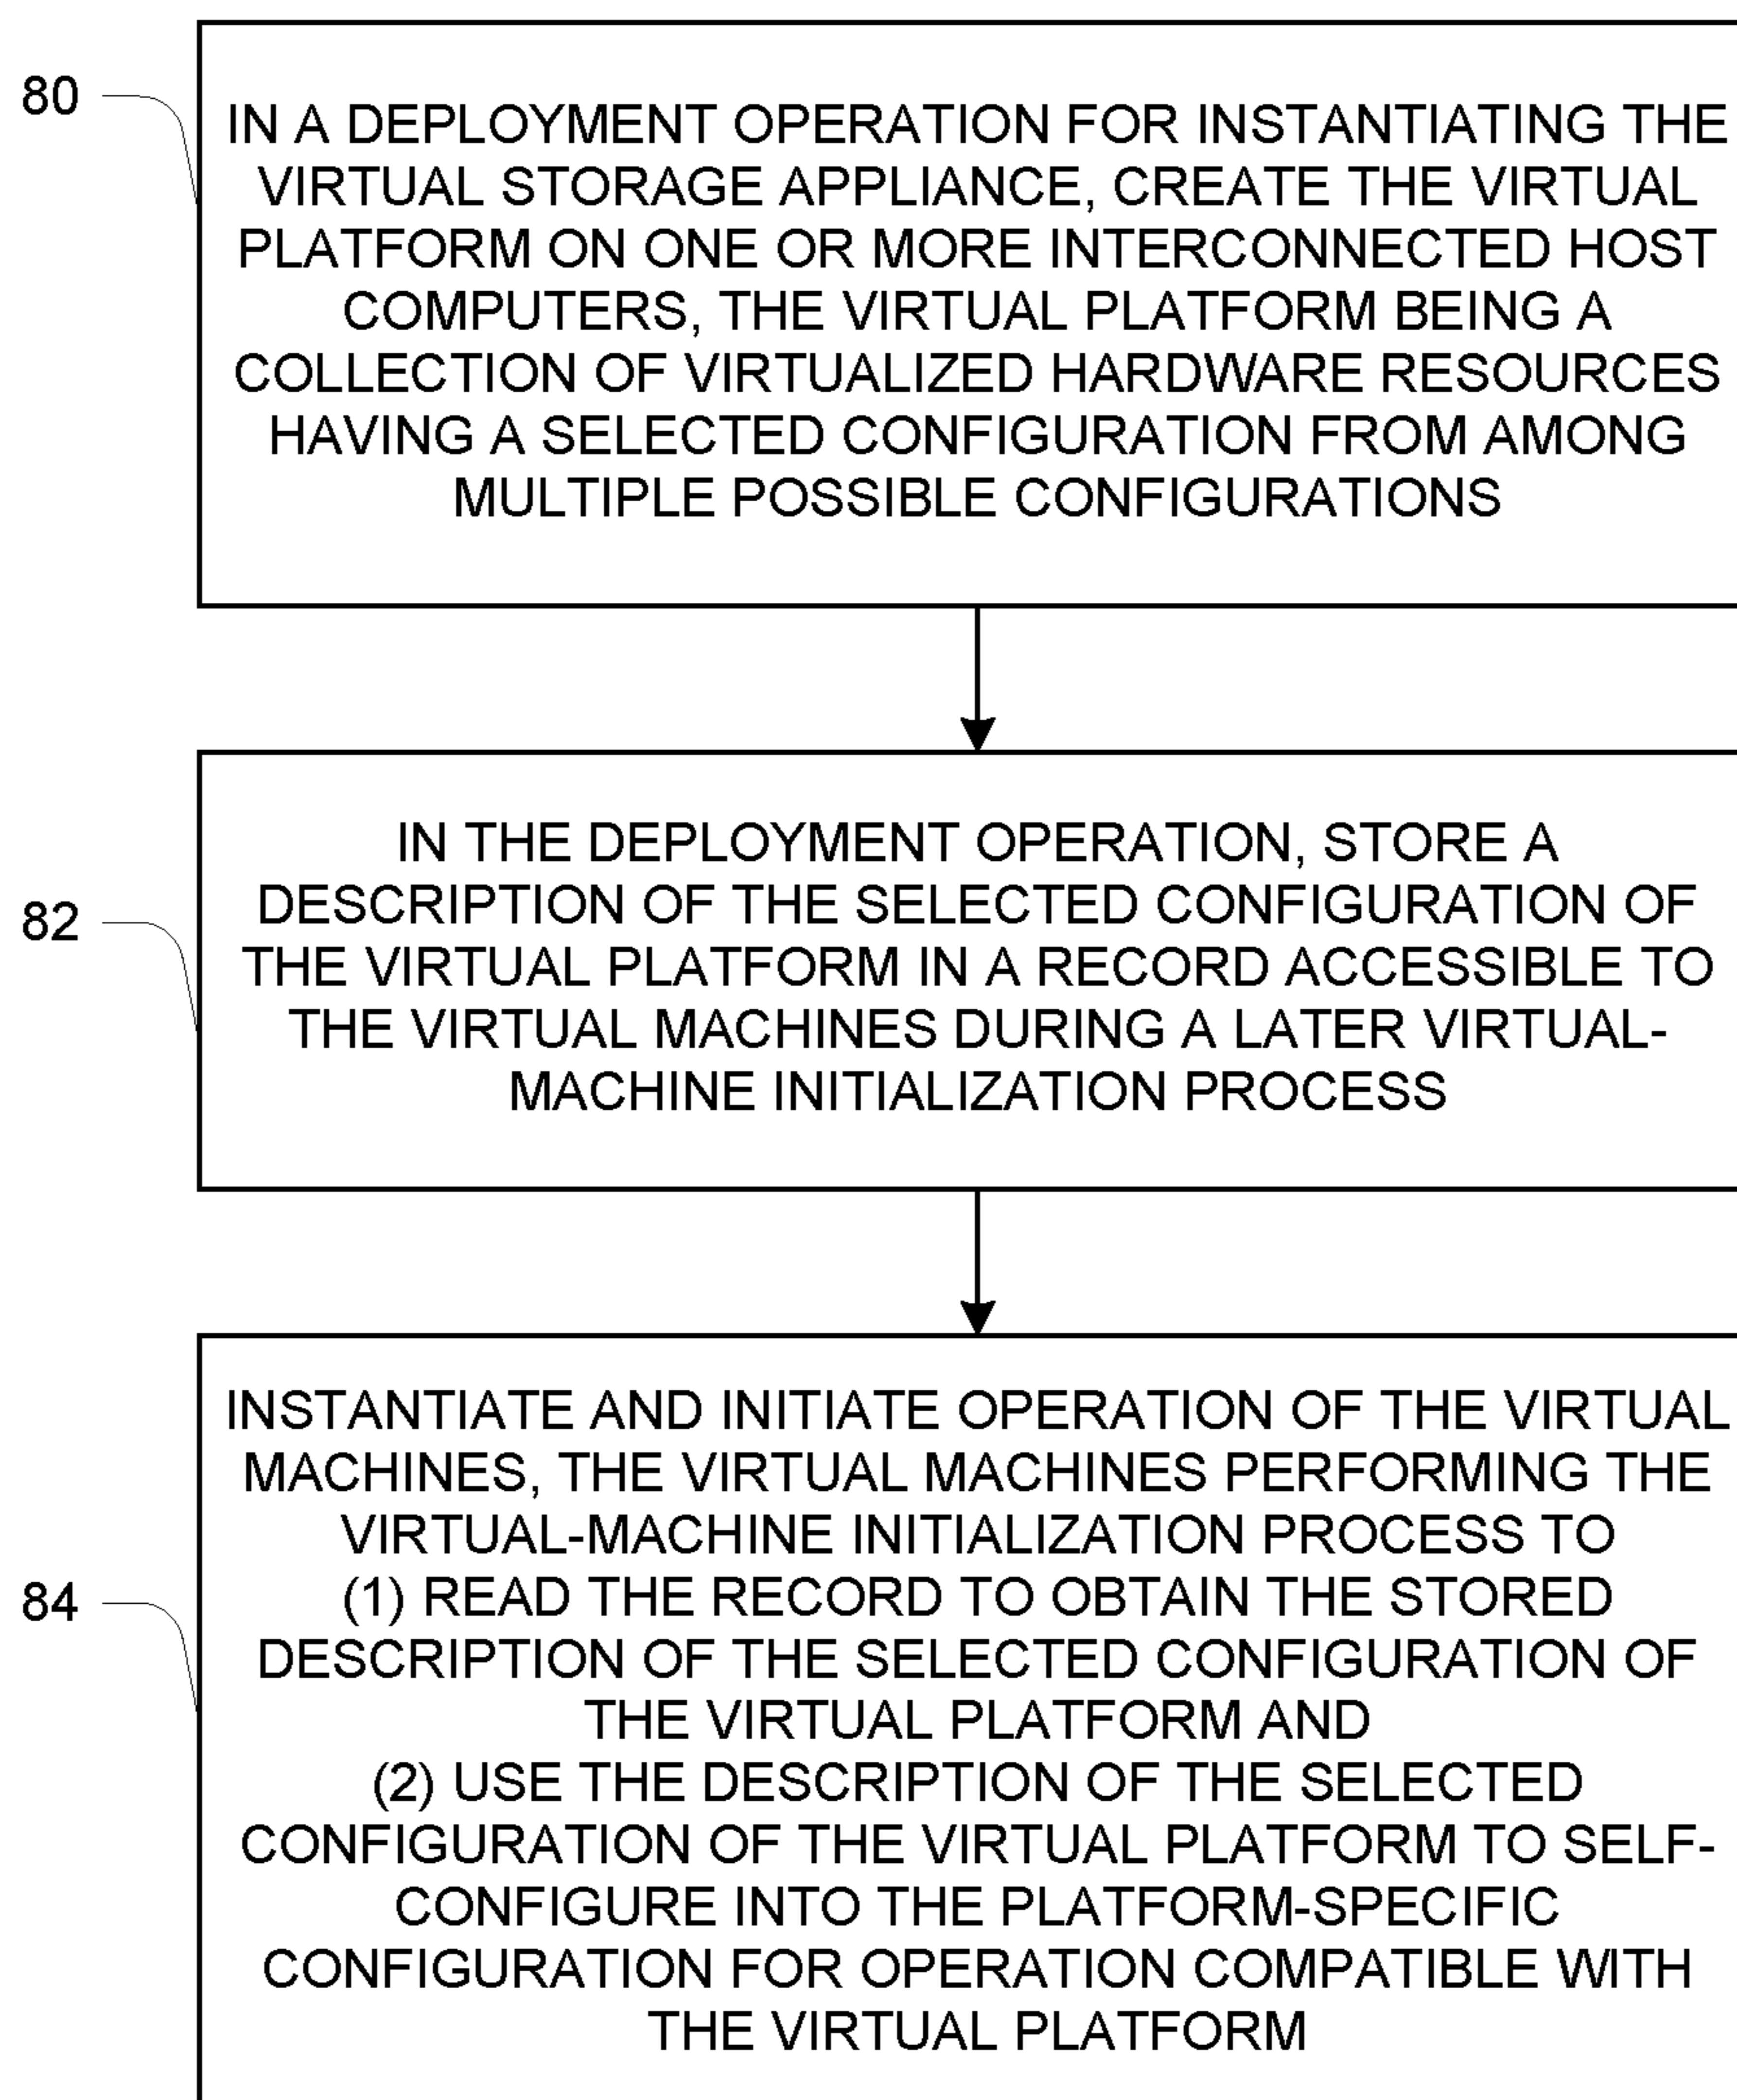 80
IN A DEPLOYMENT OPERATION FOR INSTANTIATING THE
VIRTUAL STORAGE APPLIANCE, CREATE THE VIRTUAL
PLATFORM ON ONE OR MORE INTERCONNECTED HOST
COMPUTERS, THE VIRTUAL PLATFORM BEING A
COLLECTION OF VIRTUALIZED HARDWARE RESOURCES
HAVING A SELECTED CONFIGURATION FROM AMONG
MULTIPLE POSSIBLE CONFIGURATIONS
82
IN THE DEPLOYMENT OPERATION, STORE A
DESCRIPTION OF THE SELECTED CONFIGURATION OF
THE VIRTUAL PLATFORM IN A RECORD ACCESSIBLE TO
THE VIRTUAL MACHINES DURING A LATER VIRTUAL-
MACHINE INITIALIZATION PROCESS
84
INSTANTIATE AND INITIATE OPERATION OF THE VIRTUAL
MACHINES, THE VIRTUAL MACHINES PERFORMING THE
VIRTUAL-MACHINE INITIALIZATION PROCESS TO
(1) READ THE RECORD TO OBTAIN THE STORED
DESCRIPTION OF THE SELECTED CONFIGURATION OF
THE VIRTUAL PLATFORM AND
(2) USE THE DESCRIPTION OF THE SELECTED
CONFIGURATION OF THE VIRTUAL PLATFORM TO SELF-
CONFIGURE INTO THE PLATFORM-SPECIFIC
CONFIGURATION FOR OPERATION COMPATIBLE WITH
THE VIRTUAL PLATFORM